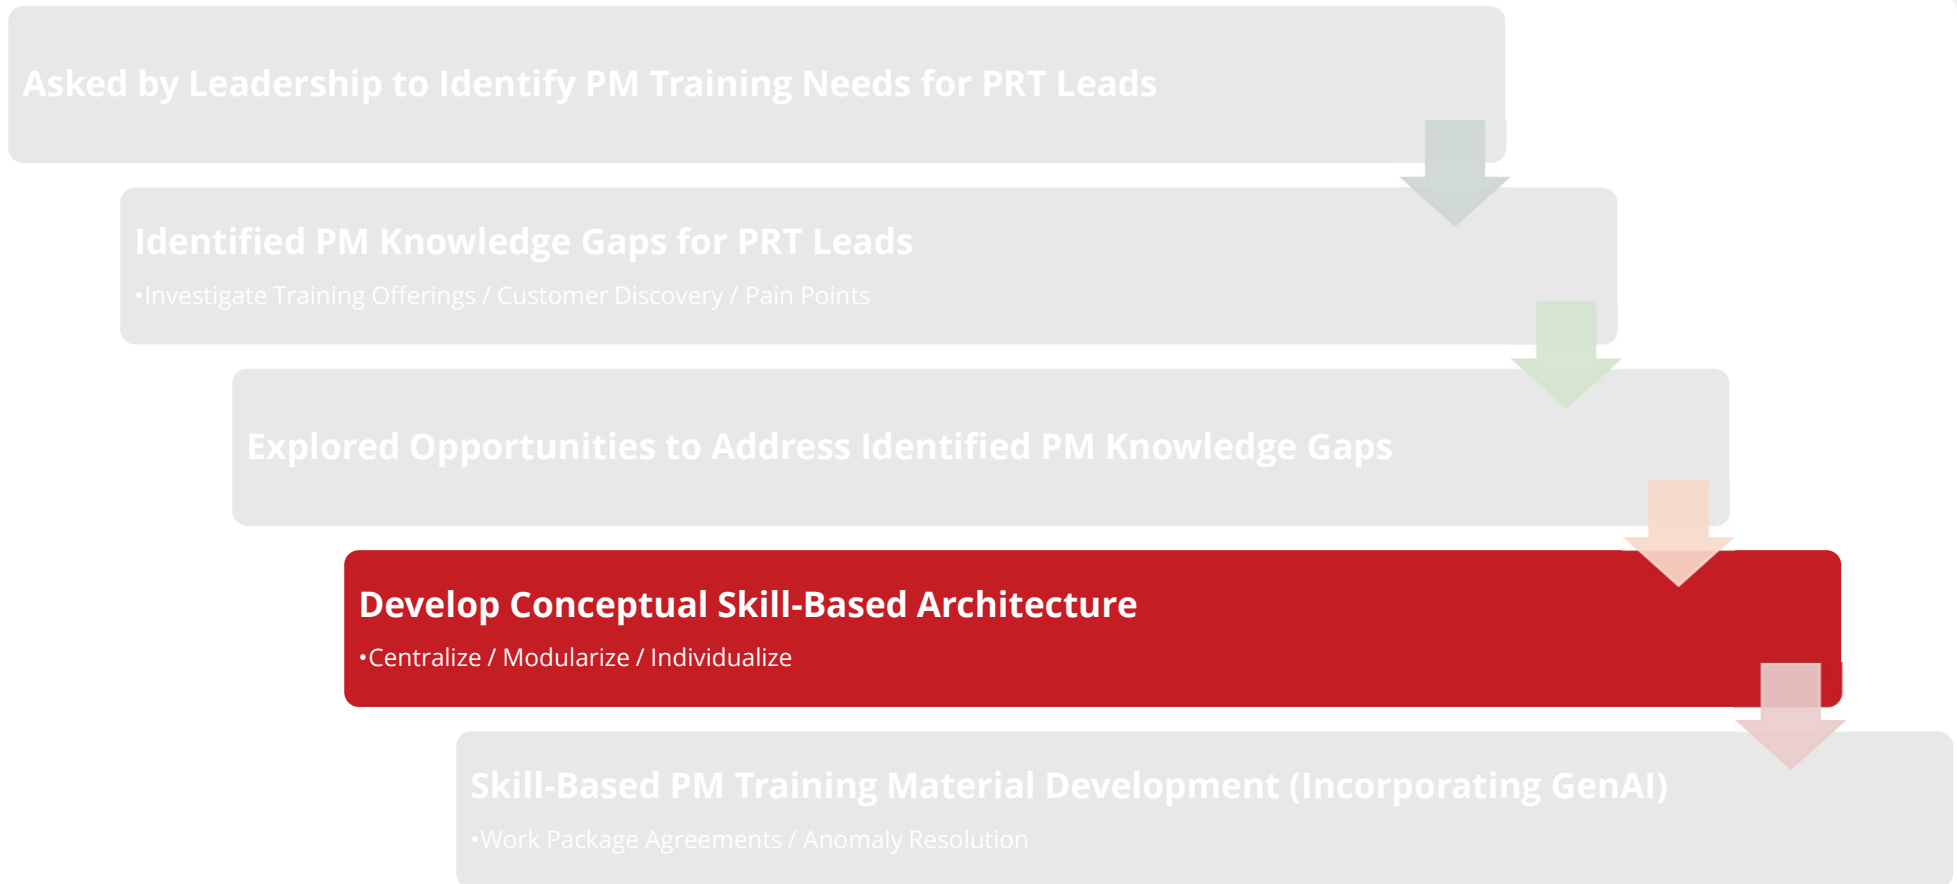 Asked by Leadership to Identify PM Training Needs for PRT Leads
Identified PM Knowledge Gaps for PRT Leads
•Investigate Training Offerings / Customer Discovery / Pain Points
Explored Opportunities to Address Identified PM Knowledge Gaps
Develop Conceptual Skill-Based Architecture
•Centralize / Modularize / Individualize
Skill-Based PM Training Material Development (Incorporating GenAI)
•Work Package Agreements / Anomaly Resolution